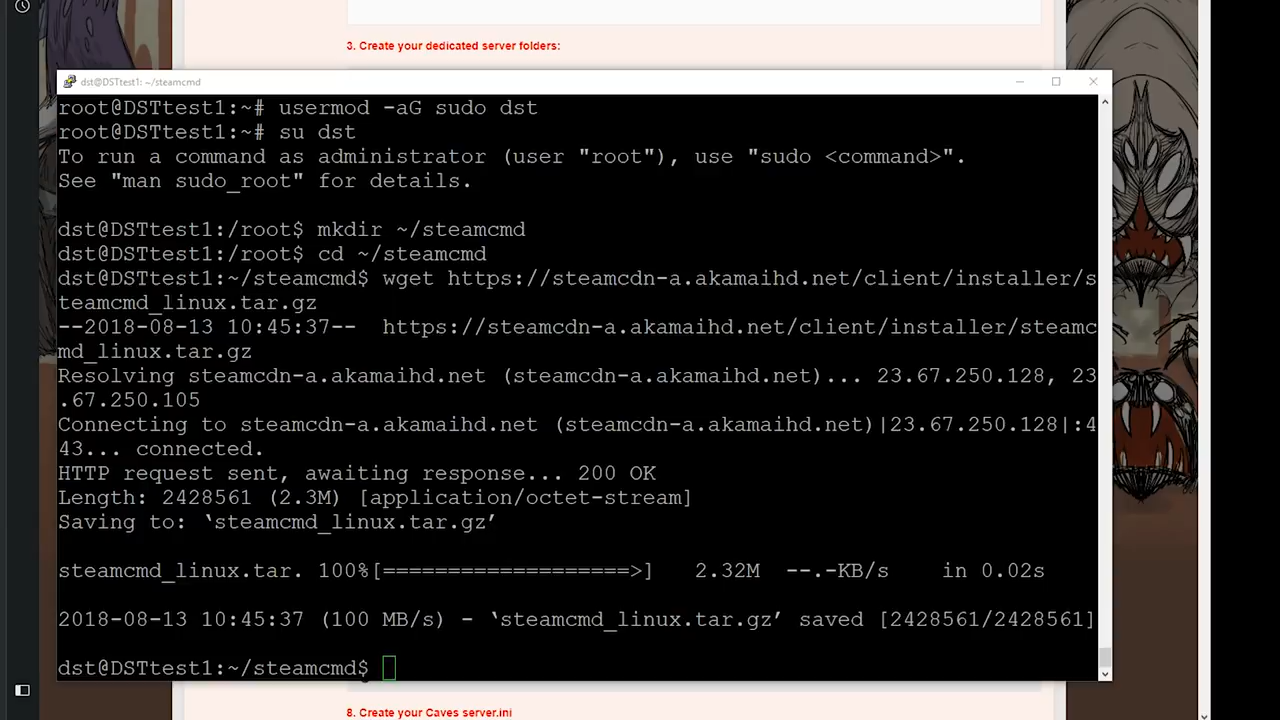 3. Create your dedicated server folders:
dst@DSTtest1: ~/steamcmd
root@DSTtest1:~# usermod -aG sudo dst
root@DSTtest1:~# su dst
To run a command as administrator (user "root"), use "sudo <command>".
See "man sudo_root" for details.
dst@DSTtest1:/root$ mkdir ~/steamcmd
dst@DSTtest1:/root$ cd ~/steamcmd
dst@DSTtest1:~/steamcmd$ wget https://steamcdn-a.akamaihd.net/client/installer/s
teamcmd_linux.tar.gz
--2018-08-13 10:45:37--  https://steamcdn-a.akamaihd.net/client/installer/steamc
md_linux.tar.gz
Resolving steamcdn-a.akamaihd.net (steamcdn-a.akamaihd.net)... 23.67.250.128, 23
.67.250.105
Connecting to steamcdn-a.akamaihd.net (steamcdn-a.akamaihd.net)|23.67.250.128|:4
43... connected.
HTTP request sent, awaiting response... 200 OK
Length: 2428561 (2.3M) [application/octet-stream]
Saving to: ‘steamcmd_linux.tar.gz’
steamcmd_linux.tar. 100%[===================>]   2.32M  --.-KB/s    in 0.02s
2018-08-13 10:45:37 (100 MB/s) - ‘steamcmd_linux.tar.gz’ saved [2428561/2428561]
dst@DSTtest1:~/steamcmd$
8. Create your Caves server.ini